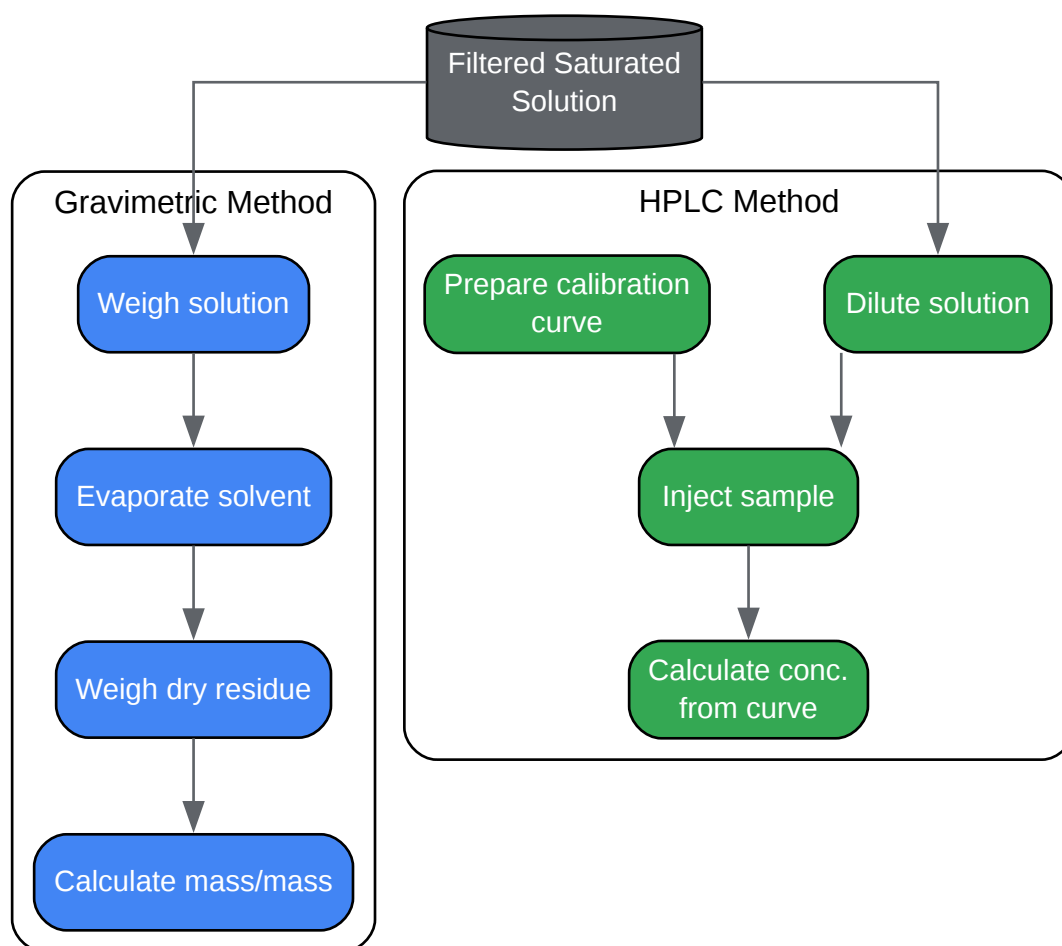 Filtered Saturated
Solution
Gravimetric Method
Weigh solution
Evaporate solvent
Weigh dry residue
Calculate mass/mass
HPLC Method
Prepare calibration
curve
Dilute solution
Inject sample
Calculate conc.
from curve